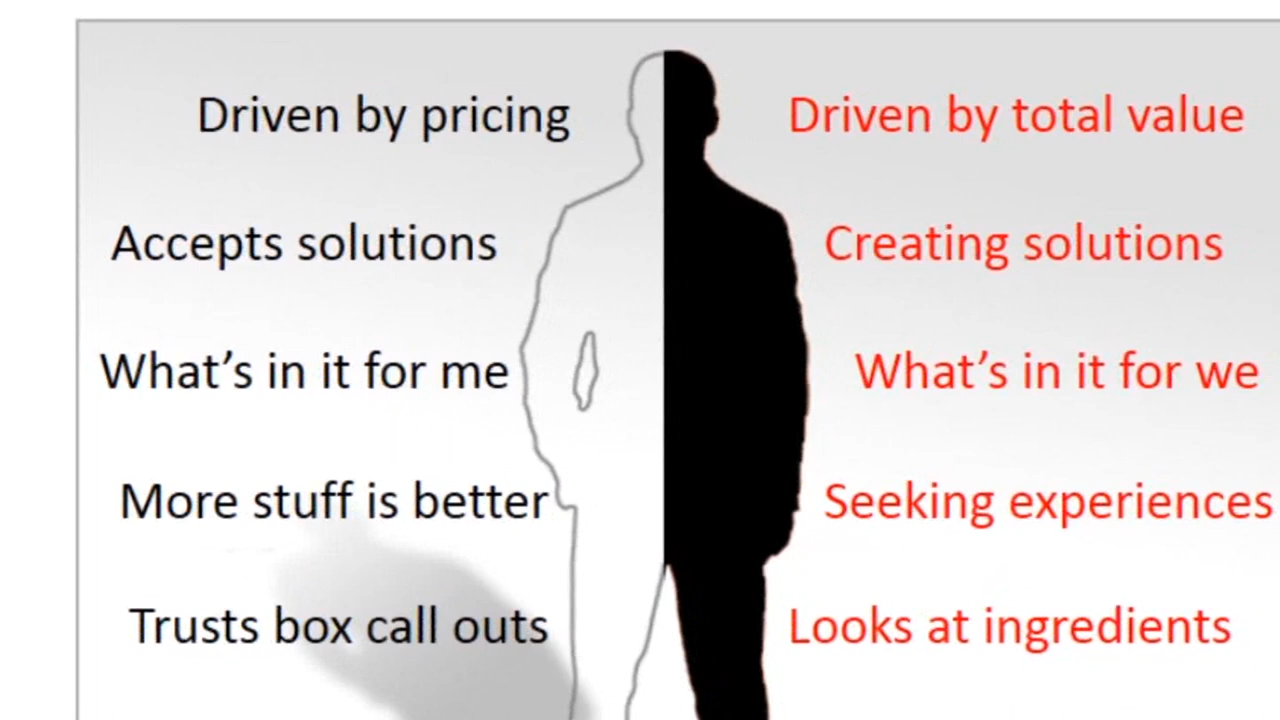 Driven by pricing
Driven by total value
Accepts solutions
Creating solutions
What’s in it for me
What’s in it for we
More stuff is better
Seeking experiences
Trusts box call outs
Looks at ingredients